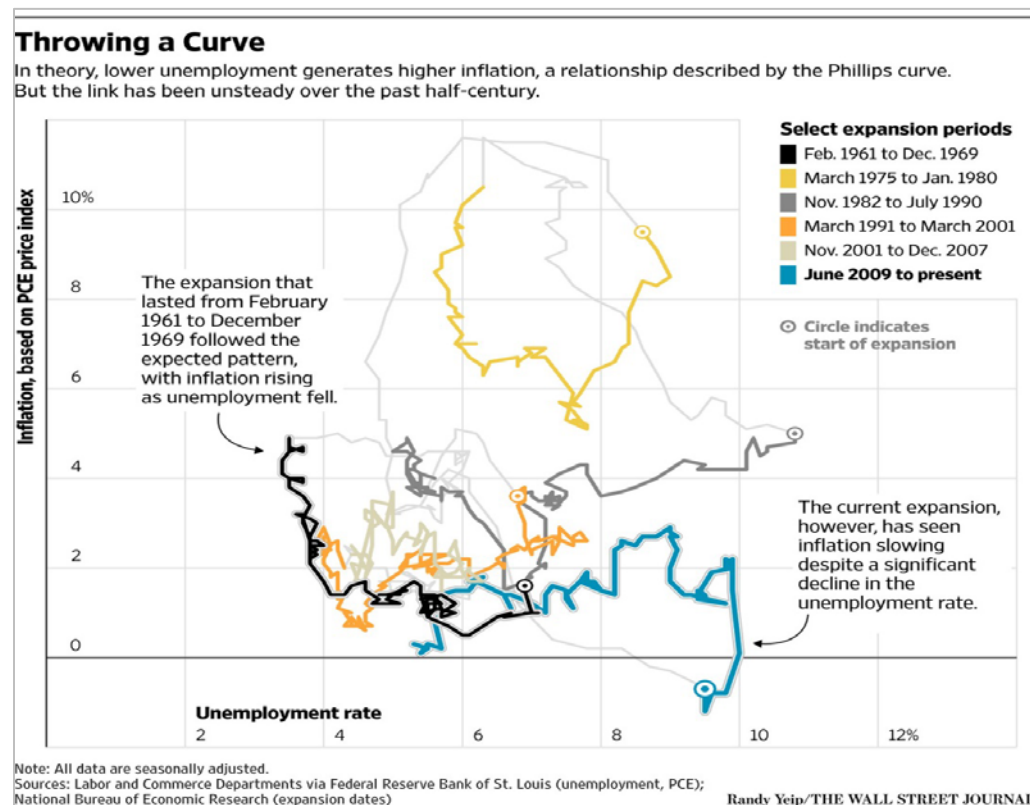 Throwing a Curve
In theory, lower unemployment generates higher inflation, a relationship described by the Phillips curve.
But the link has been unsteady over the past half-century.
Inflation, based on PCE price index
10%
8
6
4
2
0
The expansion that
lasted from February
1961 to December
1969 followed the
expected pattern,
with inflation rising
as unemployment fell.
Select expansion periods
Feb. 1961 to Dec. 1969
March 1975 to Jan. 1980
Nov. 1982 to July 1990
March 1991 to March 2001
Nov. 2001 to Dec. 2007
June 2009 to present
Circle indicates
start of expansion
The current expansion,
however, has seen
inflation slowing
despite a significant
decline in the
unemployment rate.
Unemployment rate
2
4
6
8
10
12%
Note: All data are seasonally adjusted.
Sources: Labor and Commerce Departments via Federal Reserve Bank of St. Louis (unemployment, PCE);
National Bureau of Economic Research (expansion dates)
Randy Yeip/THE WALL STREET JOURNAL